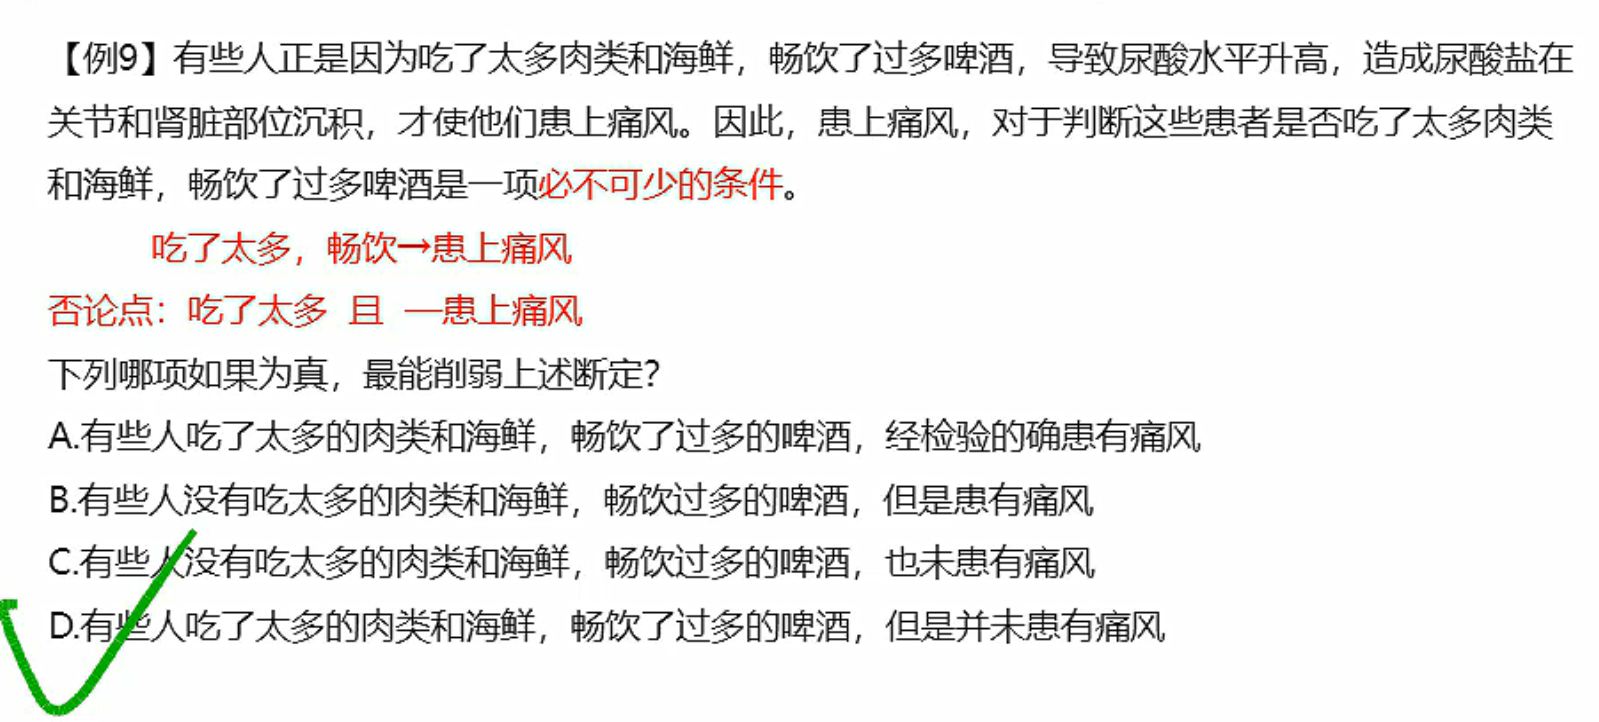 【例9】有些人正是因为吃了太多肉类和海鲜，畅饮了过多啤酒，导致尿酸水平升高，造成尿酸盐在
关节和肾脏部位沉积，才使他们患上痛风。因此，患上痛风，对于判断这些患者是否吃了太多肉类
和海鲜，畅饮了过多啤酒是一项必不可少的条件。
吃了太多，畅饮→患上痛风
否论点：吃了太多 且 —患上痛风
下列哪项如果为真，最能削弱上述断定？
A.有些人吃了太多的肉类和海鲜，畅饮了过多的啤酒，经检验的确患有痛风
B.有些人没有吃太多的肉类和海鲜，畅饮过多的啤酒，但是患有痛风
C.有些人没有吃太多的肉类和海鲜，畅饮过多的啤酒，也未患有痛风
D.有些人吃了太多的肉类和海鲜，畅饮了过多的啤酒，但是并未患有痛风